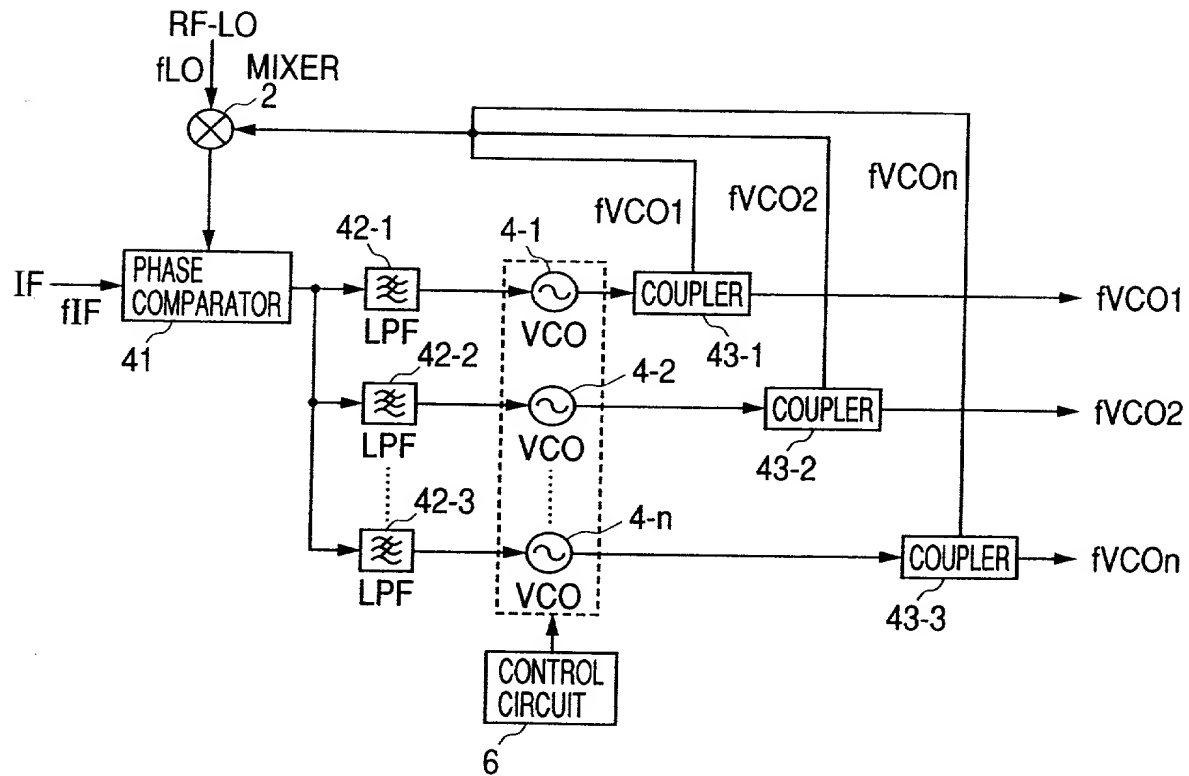 RF-LO
fLO
MIXER
2
fVCO1
fVCO2
fVCOn
42-1
4-1
IF
fIF
PHASE
COMPARATOR
41
LPF
VCO
COUPLER
43-1
fVCO1
42-2
4-2
LPF
VCO
COUPLER
43-2
fVCO2
42-3
4-n
LPF
VCO
COUPLER
43-3
fVCOn
CONTROL
CIRCUIT
6